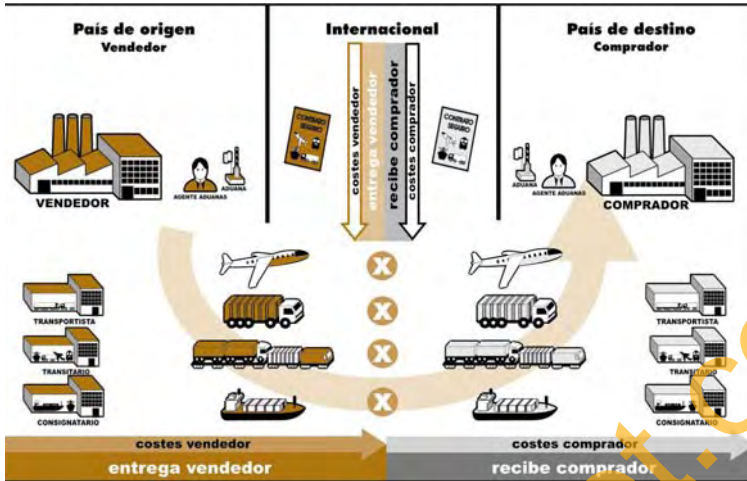 País de origen
Vendedor
Internacional
País de destino
Comprador
CONTRATO
SEGURO
costes vendedor
entrega vendedor
recibe comprador
costes comprador
CONTRATO
SEGURO
VENDEDOR
AGENTE ADUANAS
ADUANA
ADUANA
AGENTE ADUANAS
COMPRADOR
X
TRANSPORTISTA
X
TRANSPORTISTA
TRANSITARIO
X
TRANSITARIO
CONSIGNATARIO
X
CONSIGNATARIO
costes vendedor
costes comprador
entrega vendedor
recibe comprador